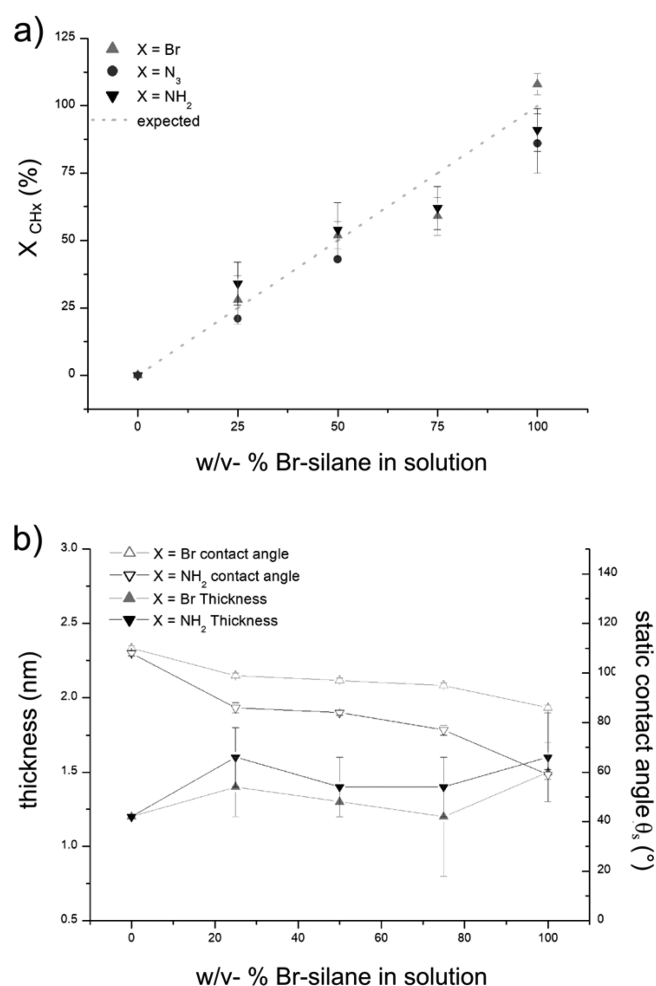 a)
X = Br
X = N₃
X = NH₂
expected
125
100
75
50
25
0
X CHx (%)
0 25 50 75 100
w/v- % Br-silane in solution
b)
X = Br contact angle
X = NH₂ contact angle
X = Br Thickness
X = NH₂ Thickness
3.0
2.5
2.0
1.5
1.0
0.5
thickness (nm)
140
120
100
80
60
40
20
0
static contact angle θs (°)
0 20 40 60 80 100
w/v- % Br-silane in solution